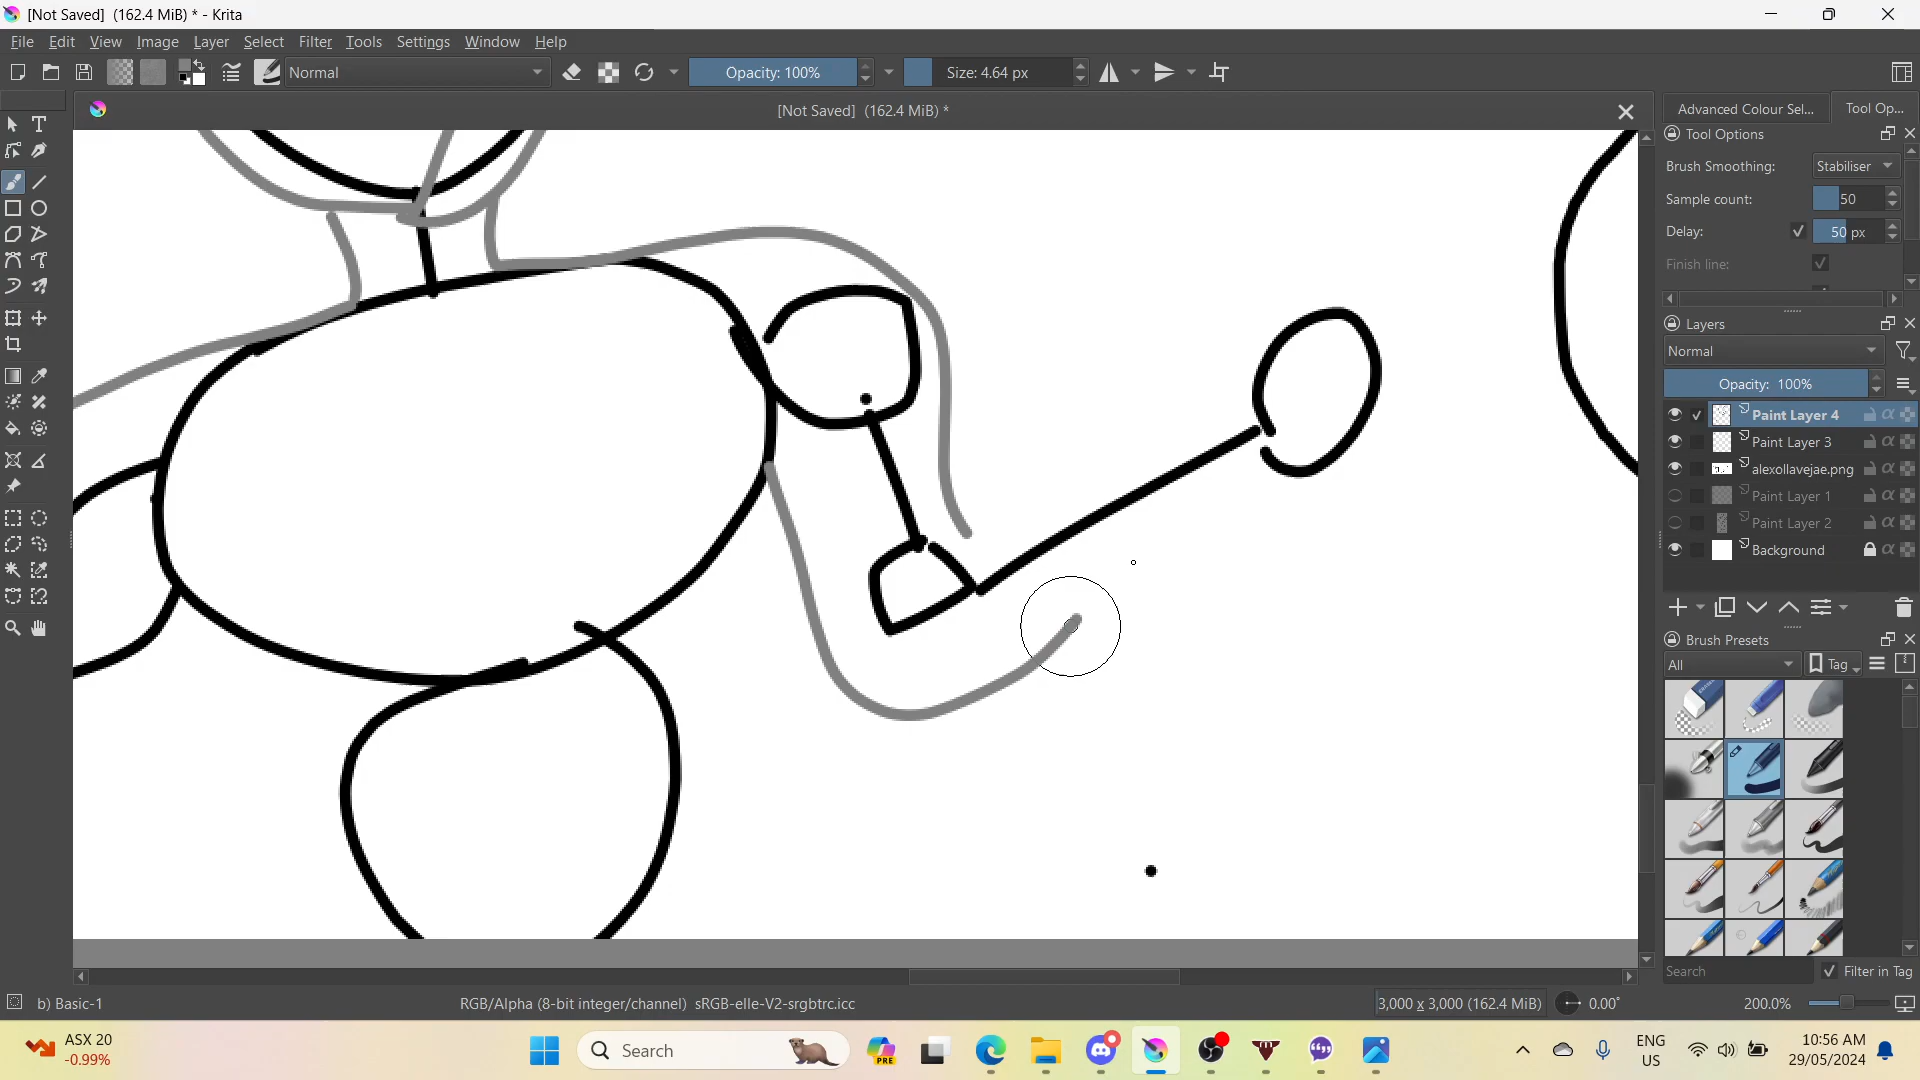 [Not Saved]  (162.4 MiB) * - Krita
File Edit View Image Layer Select Filter Tools Settings Window Help
Normal Opacity: 100% Size: 4.64 px
[Not Saved]  (162.4 MiB) *
Advanced Colour Sel... Tool Op...
Tool Options
Brush Smoothing: Stabiliser
Sample count: 50
Delay: 50 px
Finish line:
Layers
Normal
Opacity: 100%
Paint Layer 4
Paint Layer 3
alexollavejae.png
Paint Layer 1
Paint Layer 2
Background
Brush Presets
All Tag
Search Filter in Tag
b) Basic-1 RGB/Alpha (8-bit integer/channel)  sRGB-elle-V2-srgbtrc.icc 3,000 x 3,000 (162.4 MiB) 0.00° 200.0%
ASX 20
-0.99%
Search
PRE
ENG
US
10:56 AM
29/05/2024